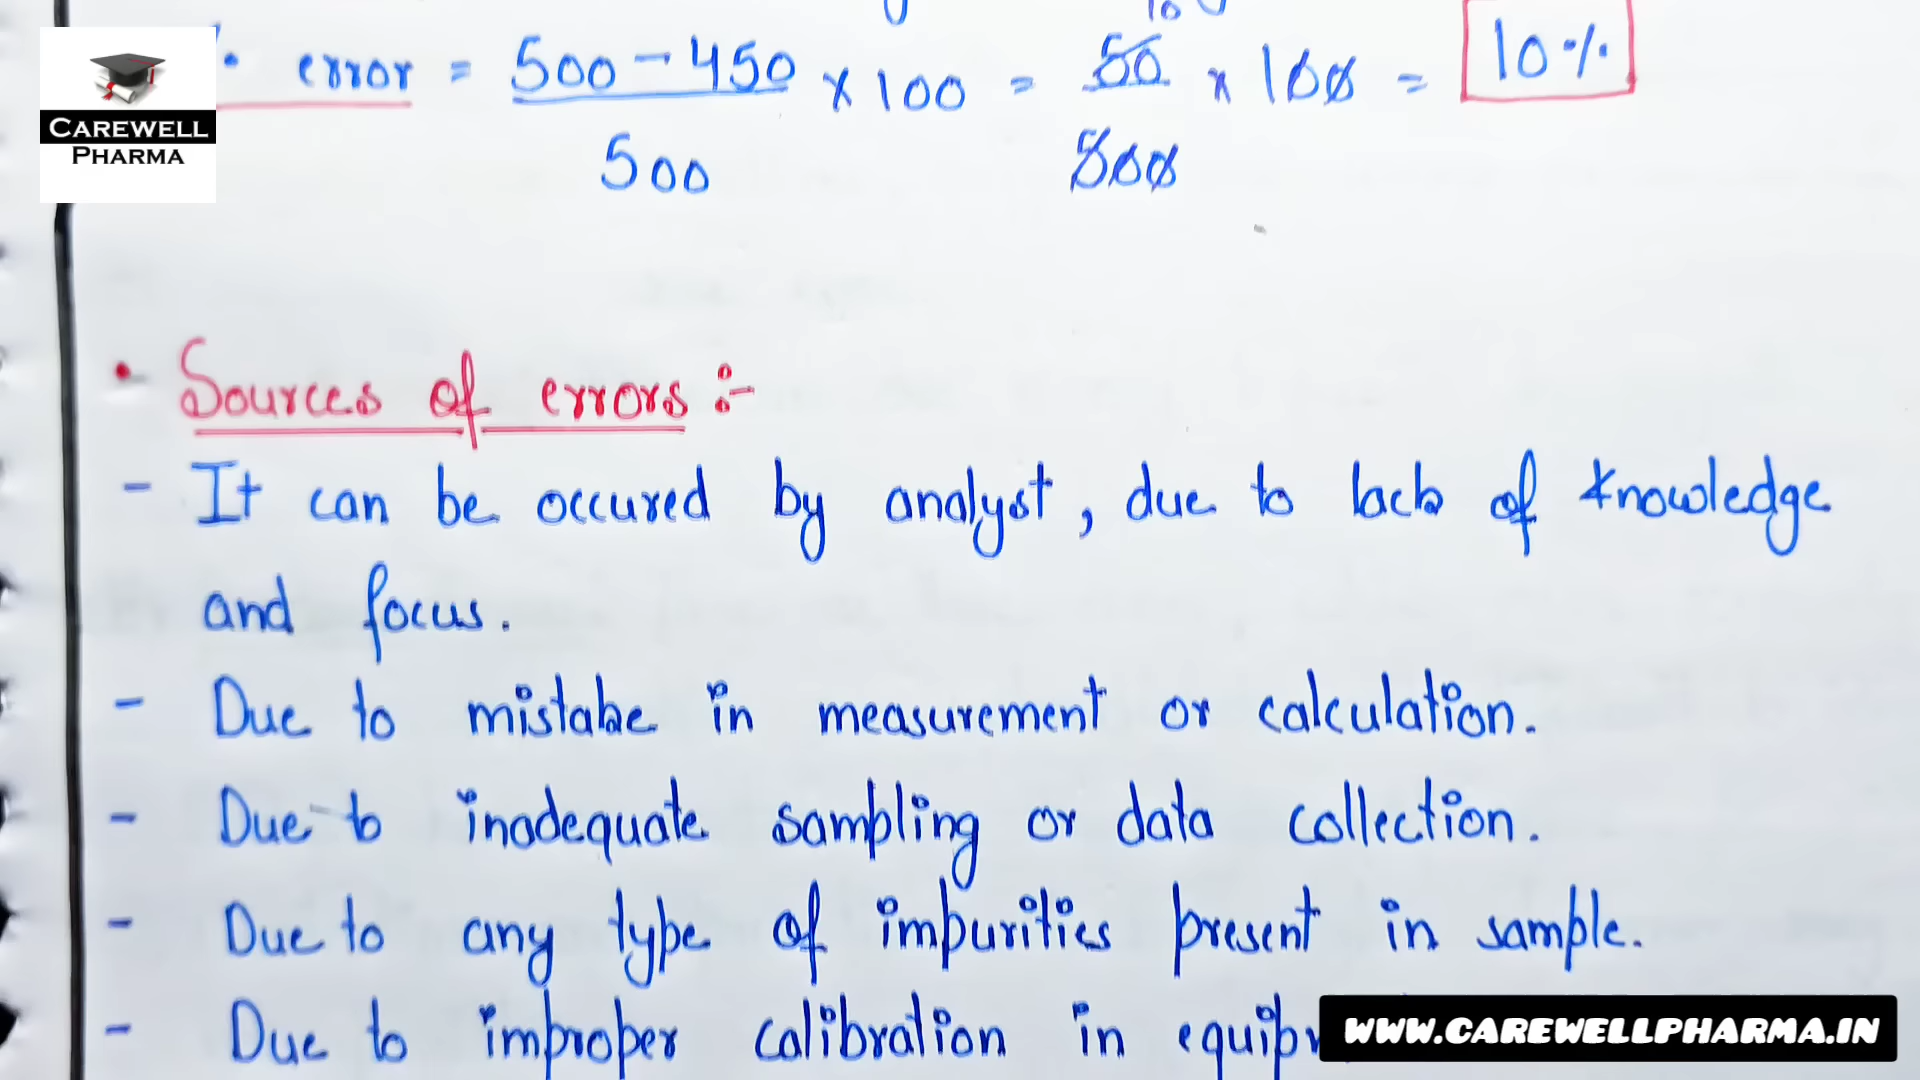 CAREWELL
PHARMA
error = 500 - 450 x 100 = 50 x 100 = 10%
500 500
10
• Sources of errors :-
- It can be occured by analyst, due to lack of knowledge
and focus.
- Due to mistake in measurement or calculation.
- Due to inadequate sampling or data collection.
- Due to any type of impurities present in sample.
- Due to improper calibration in
WWW.CAREWELLPHARMA.IN